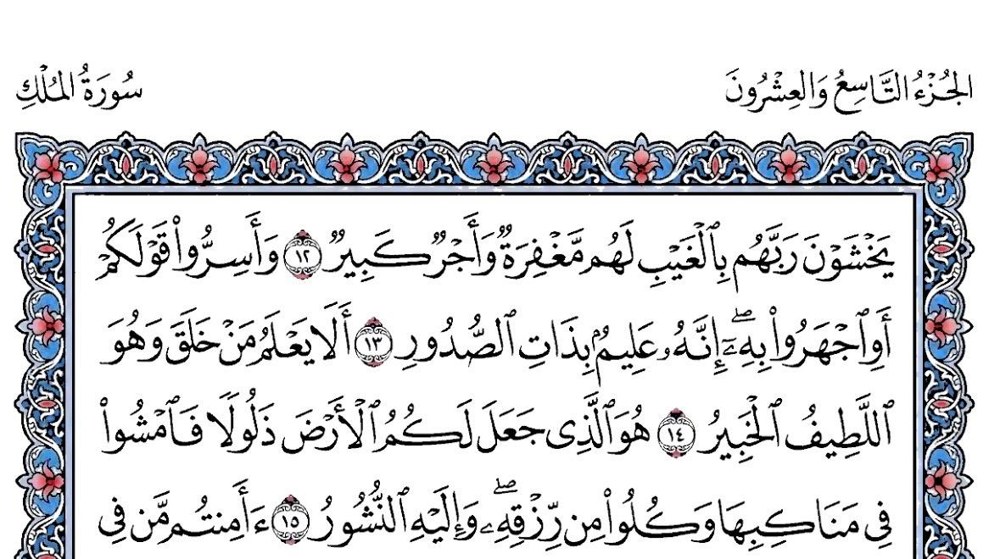 الجُزْءُ التَّاسِعُ وَالعِشْرُونَ
سُورَةُ المُلْكِ
يَخْشَوْنَ رَبَّهُم بِٱلْغَيْبِ لَهُم مَّغْفِرَةٌ وَأَجْرٌ كَبِيرٌ ١٢ وَأَسِرُّوا۟ قَوْلَكُمْ
أَوِ ٱجْهَرُوا۟ بِهِۦٓ ۖ إِنَّهُۥ عَلِيمٌۢ بِذَاتِ ٱلصُّدُورِ ١٣ أَلَا يَعْلَمُ مَنْ خَلَقَ وَهُوَ
ٱللَّطِيفُ ٱلْخَبِيرُ ١٤ هُوَ ٱلَّذِى جَعَلَ لَكُمُ ٱلْأَرْضَ ذَلُولًا فَٱمْشُوا۟
فِى مَنَاكِبِهَا وَكُلُوا۟ مِن رِّزْقِهِۦ ۖ وَإِلَيْهِ ٱلنُّشُورُ ١٥ ءَأَمِنتُم مَّن فِى